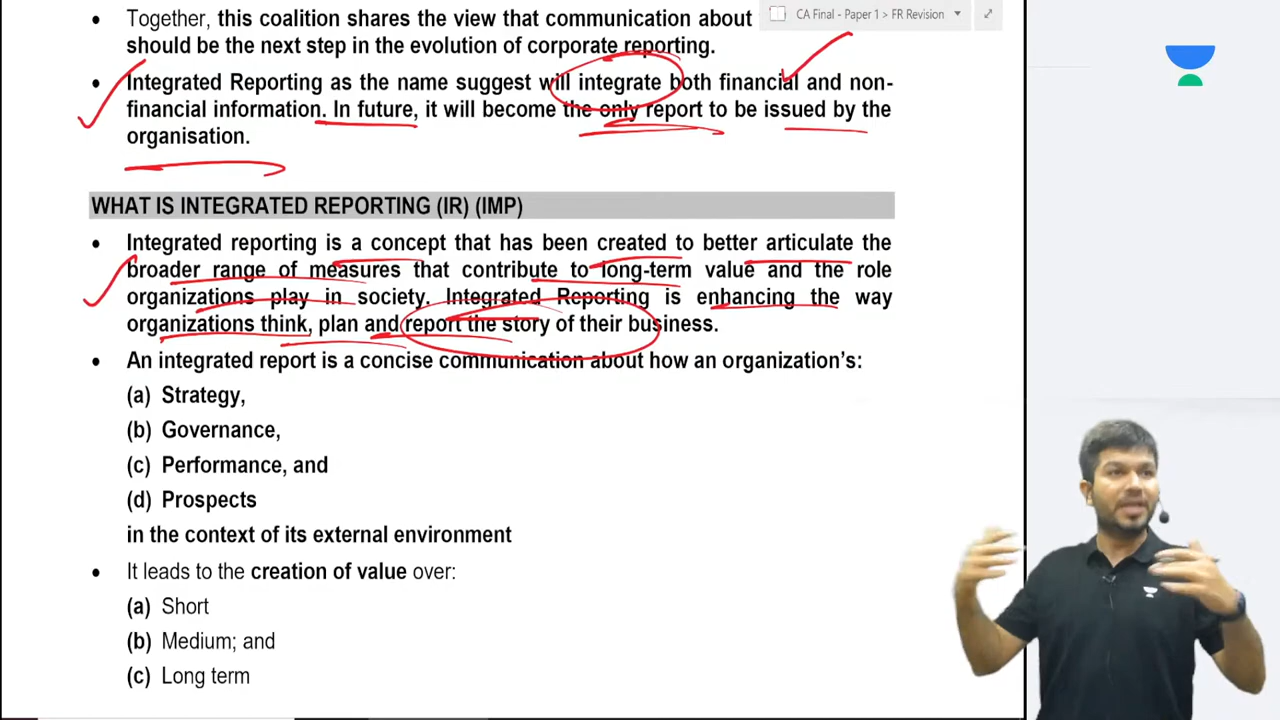 • Together, this coalition shares the view that communication about
should be the next step in the evolution of corporate reporting.
CA Final - Paper 1 > FR Revision
• Integrated Reporting as the name suggest will integrate both financial and non-
financial information. In future, it will become the only report to be issued by the
organisation.
WHAT IS INTEGRATED REPORTING (IR) (IMP)
• Integrated reporting is a concept that has been created to better articulate the
broader range of measures that contribute to long-term value and the role
organizations play in society. Integrated Reporting is enhancing the way
organizations think, plan and report the story of their business.
• An integrated report is a concise communication about how an organization's:
(a) Strategy,
(b) Governance,
(c) Performance, and
(d) Prospects
in the context of its external environment
• It leads to the creation of value over:
(a) Short
(b) Medium; and
(c) Long term